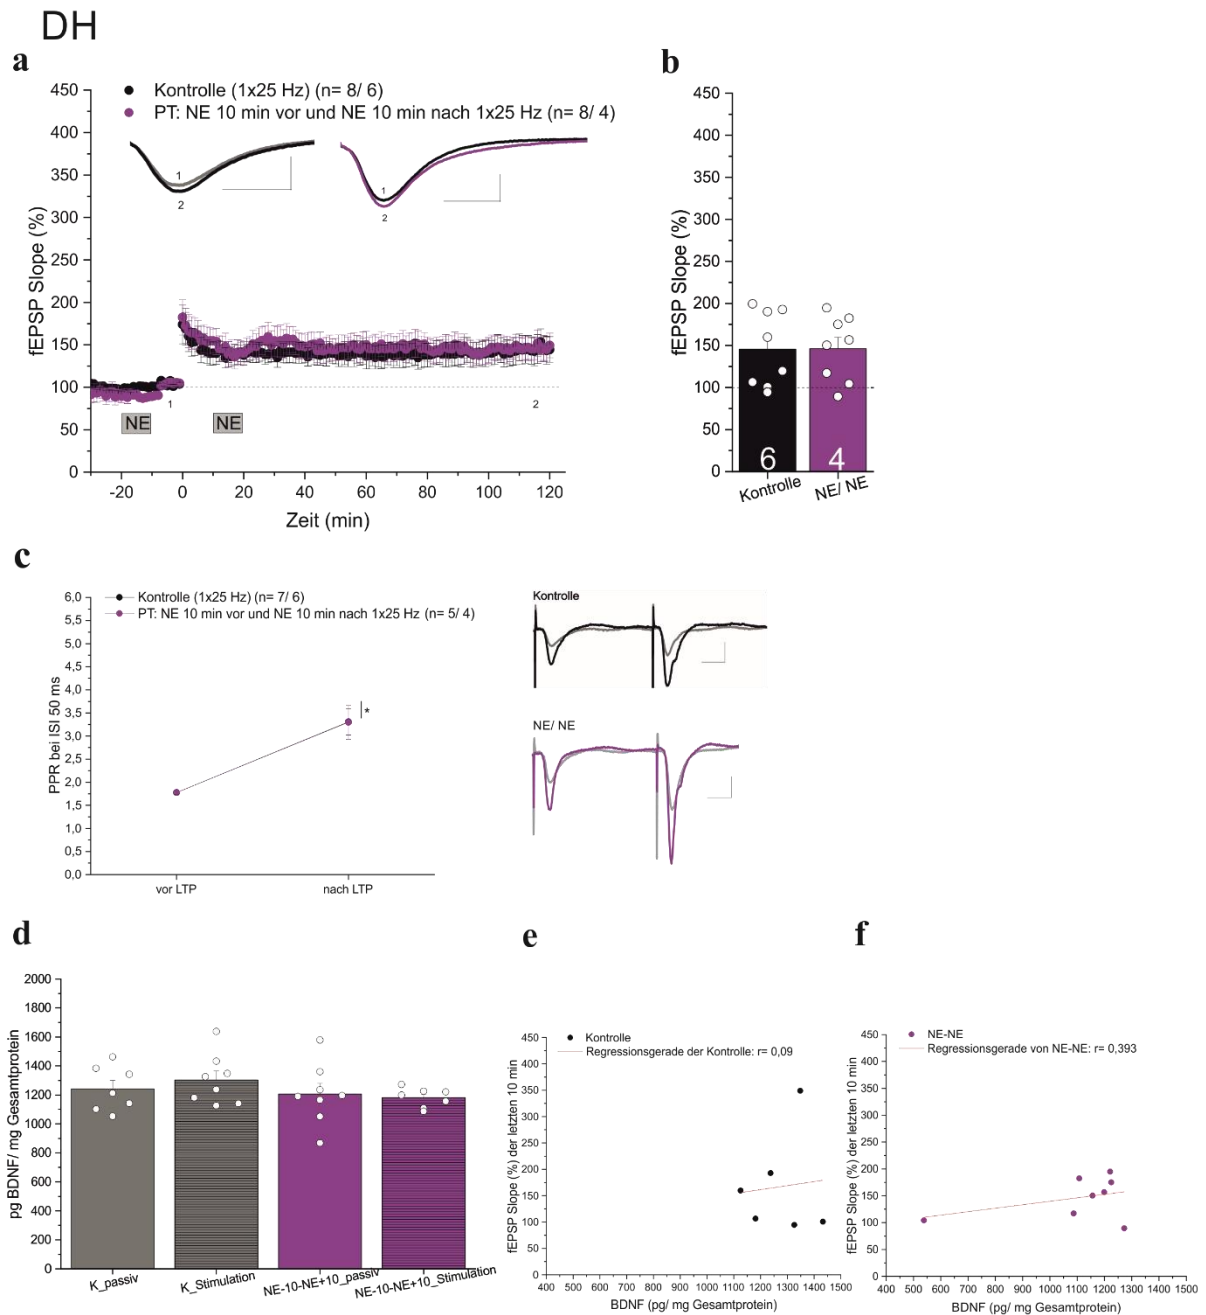 DH
a
Kontrolle (1x25 Hz) (n= 8/ 6)
PT: NE 10 min vor und NE 10 min nach 1x25 Hz (n= 8/ 4)
450
400
350
300
250
200
150
100
50
0
fEPSP Slope (%)
1
2
1
2
1
2
NE
NE
-20
0
20
40
60
80
100
120
Zeit (min)
b
450
400
350
300
250
200
150
100
50
0
fEPSP Slope (%)
6
4
Kontrolle
NE/ NE
c
Kontrolle (1x25 Hz) (n= 7/ 6)
PT: NE 10 min vor und NE 10 min nach 1x25 Hz (n= 5/ 4)
6,0
5,5
5,0
4,5
4,0
3,5
3,0
2,5
2,0
1,5
1,0
0,5
0,0
PPR bei ISI 50 ms
*
vor LTP
nach LTP
Kontrolle
NE/ NE
d
2000
1800
1600
1400
1200
1000
800
600
400
200
0
pg BDNF/ mg Gesamtprotein
K_passiv
K_Stimulation
NE-10-NE+10_passiv
NE-10-NE+10_Stimulation
e
Kontrolle
Regressionsgerade der Kontrolle: r= 0,09
450
400
350
300
250
200
150
100
50
0
fEPSP Slope (%) der letzten 10 min
400 500 600 700 800 900 1000 1100 1200 1300 1400 1500
BDNF (pg/ mg Gesamtprotein)
f
NE-NE
Regressionsgerade von NE-NE: r= 0,393
450
400
350
300
250
200
150
100
50
0
fEPSP Slope (%) der letzten 10 min
400 500 600 700 800 900 1000 1100 1200 1300 1400 1500
BDNF (pg/ mg Gesamtprotein)